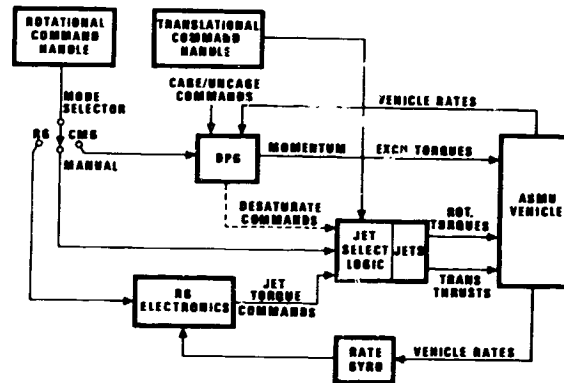 ROTATIONAL
COMMAND
HANDLE
TRANSLATIONAL
COMMAND
HANDLE
CAGE/UNCAGE
COMMANDS
MODE
SELECTOR
VEHICLE RATES
RG
CMG
MANUAL
DPG
MOMENTUM EXCH TORQUES
ASMU
VEHICLE
DESATURATE
COMMANDS
JET
SELECT
LOGIC
JETS
ROT.
TORQUES
TRANS
THRUSTS
RG
ELECTRONICS
JET
TORQUE
COMMANDS
RATE
GYRO
VEHICLE RATES